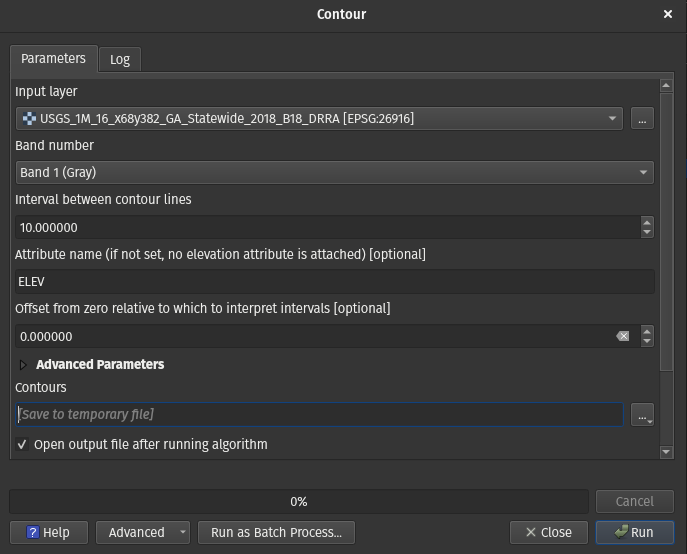 Contour
Parameters
Log
Input layer
USGS_1M_16_x68y382_GA_Statewide_2018_B18_DRRA [EPSG:26916]
...
Band number
Band 1 (Gray)
Interval between contour lines
10.000000
Attribute name (if not set, no elevation attribute is attached) [optional]
ELEV
Offset from zero relative to which to interpret intervals [optional]
0.000000
Advanced Parameters
Contours
[Save to temporary file]
...
Open output file after running algorithm
0%
Cancel
Help
Advanced
Run as Batch Process...
Close
Run